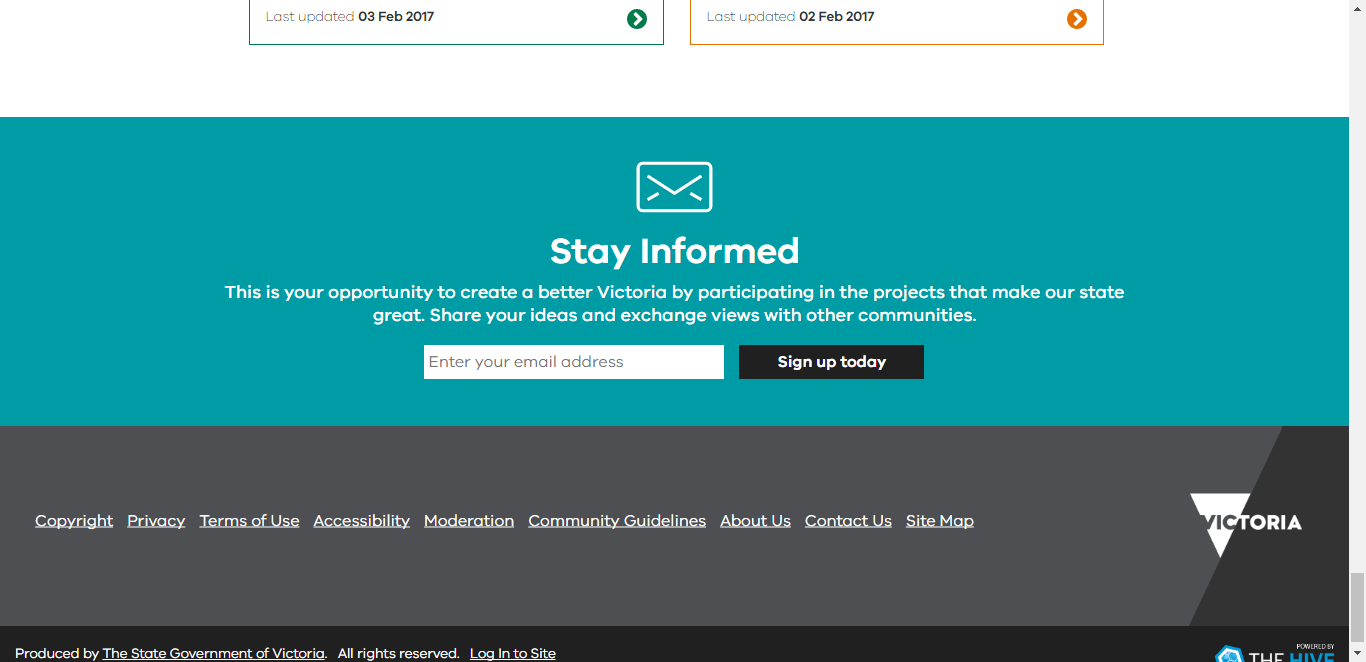 Last updated 03 Feb 2017
Last updated 02 Feb 2017
Stay Informed
This is your opportunity to create a better Victoria by participating in the projects that make our state
great. Share your ideas and exchange views with other communities.
Enter your email address
Sign up today
Copyright Privacy Terms of Use Accessibility Moderation Community Guidelines About Us Contact Us Site Map
VICTORIA
Produced by The State Government of Victoria. All rights reserved. Log In to Site
POWERED BY
THE HIVE